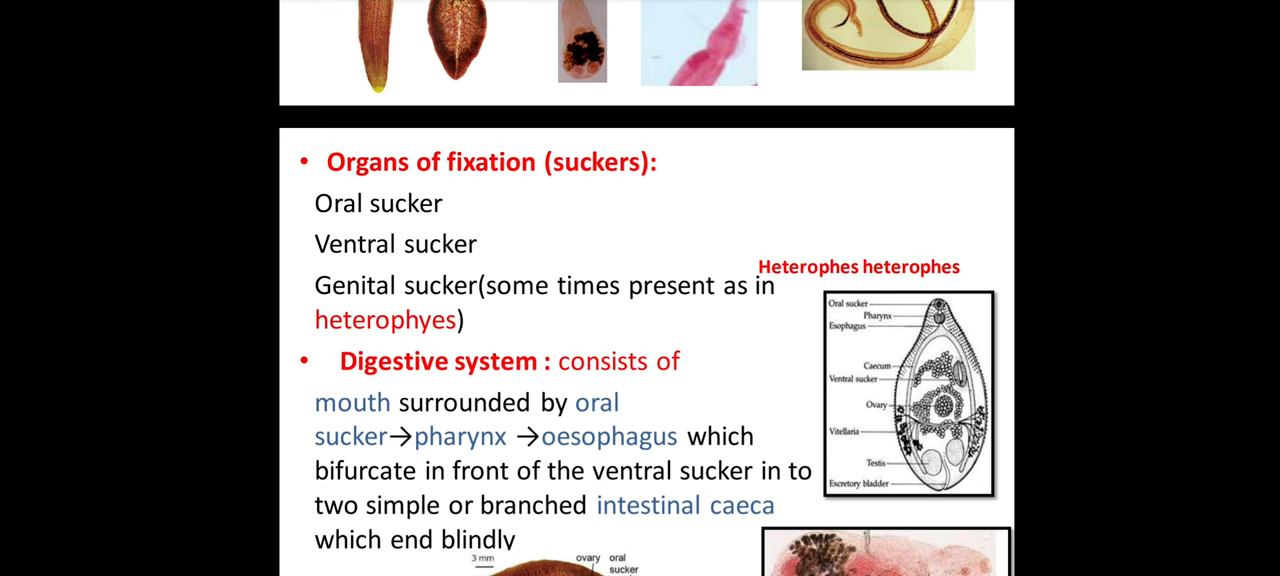 • Organs of fixation (suckers):
Oral sucker
Ventral sucker
Genital sucker(some times present as in
heterophyes)
• Digestive system : consists of
mouth surrounded by oral
sucker→pharynx →oesophagus which
bifurcate in front of the ventral sucker in to
two simple or branched intestinal caeca
which end blindly
Heterophes heterophes
Oral sucker
Pharynx
Esophagus
Caecum
Ventral sucker
Ovary
Vitellaria
Testis
Excretory bladder
3 mm
ovary oral
sucker